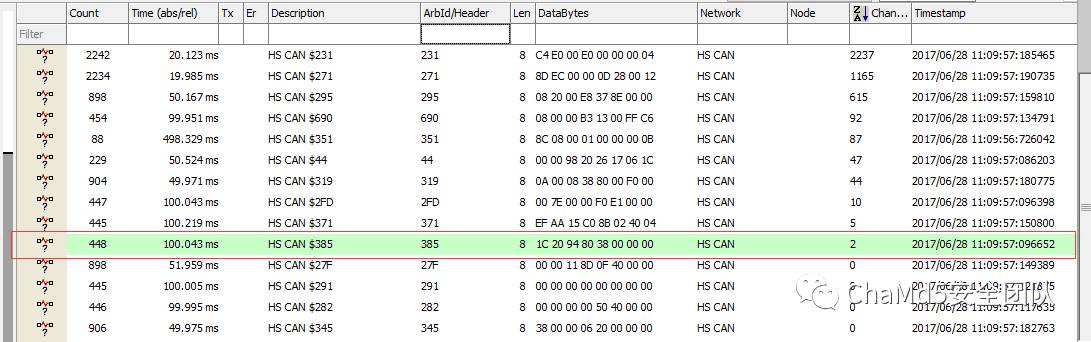 Count Time (abs/rel) Tx Er Description ArbId/Header Len DataBytes Network Node Chan... Timestamp
Filter
2242 20.123 ms HS CAN $231 231 8 C4 E0 00 E0 00 00 00 04 HS CAN 2237 2017/06/28 11:09:57:185465
2234 19.985 ms HS CAN $271 271 8 8D EC 00 00 0D 28 00 12 HS CAN 1165 2017/06/28 11:09:57:190735
898 50.167 ms HS CAN $295 295 8 08 20 00 E8 37 8E 00 00 HS CAN 615 2017/06/28 11:09:57:159810
454 99.951 ms HS CAN $690 690 8 08 00 00 B3 13 00 FF C6 HS CAN 92 2017/06/28 11:09:57:134791
88 498.329 ms HS CAN $351 351 8 8C 08 00 01 00 00 00 0B HS CAN 87 2017/06/28 11:09:56:726042
229 50.524 ms HS CAN $44 44 8 00 00 98 20 26 17 06 1C HS CAN 47 2017/06/28 11:09:57:086203
904 49.971 ms HS CAN $319 319 8 0A 00 08 38 80 00 F0 00 HS CAN 44 2017/06/28 11:09:57:180775
447 100.043 ms HS CAN $2FD 2FD 8 00 7E 00 00 F0 E1 00 00 HS CAN 10 2017/06/28 11:09:57:096398
445 100.219 ms HS CAN $371 371 8 EF AA 15 C0 8B 02 40 04 HS CAN 5 2017/06/28 11:09:57:150800
448 100.043 ms HS CAN $385 385 8 1C 20 94 80 38 00 00 00 HS CAN 2 2017/06/28 11:09:57:096652
898 51.959 ms HS CAN $27F 27F 8 00 00 11 8D 0F 40 00 00 HS CAN 0 2017/06/28 11:09:57:149389
445 100.005 ms HS CAN $291 291 8 00 00 00 00 00 00 00 00 HS CAN 0 2017/06/28
446 99.995 ms HS CAN $282 282 8 00 00 00 00 50 40 00 00 HS CAN 0 2017/06/28
906 49.975 ms HS CAN $345 345 8 38 00 00 06 20 00 00 00 HS CAN 0 2017/06/28 11:09:57:182763
ChaMd5安全团队